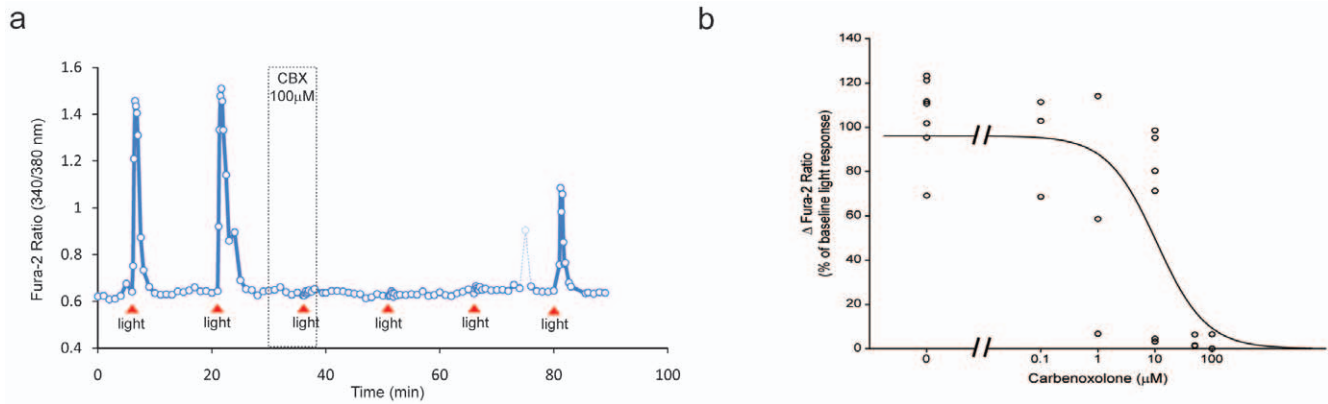 a
Fura-2 Ratio (340/380 nm)
1.6
1.4
1.2
1
0.8
0.6
0.4
CBX
100μM
light
light
light
light
light
light
0
20
40
60
80
100
Time (min)
b
Δ Fura-2 Ratio
(% of baseline light response)
140
120
100
80
60
40
20
0
0
0.1
1
10
100
Carbenoxolone (μM)